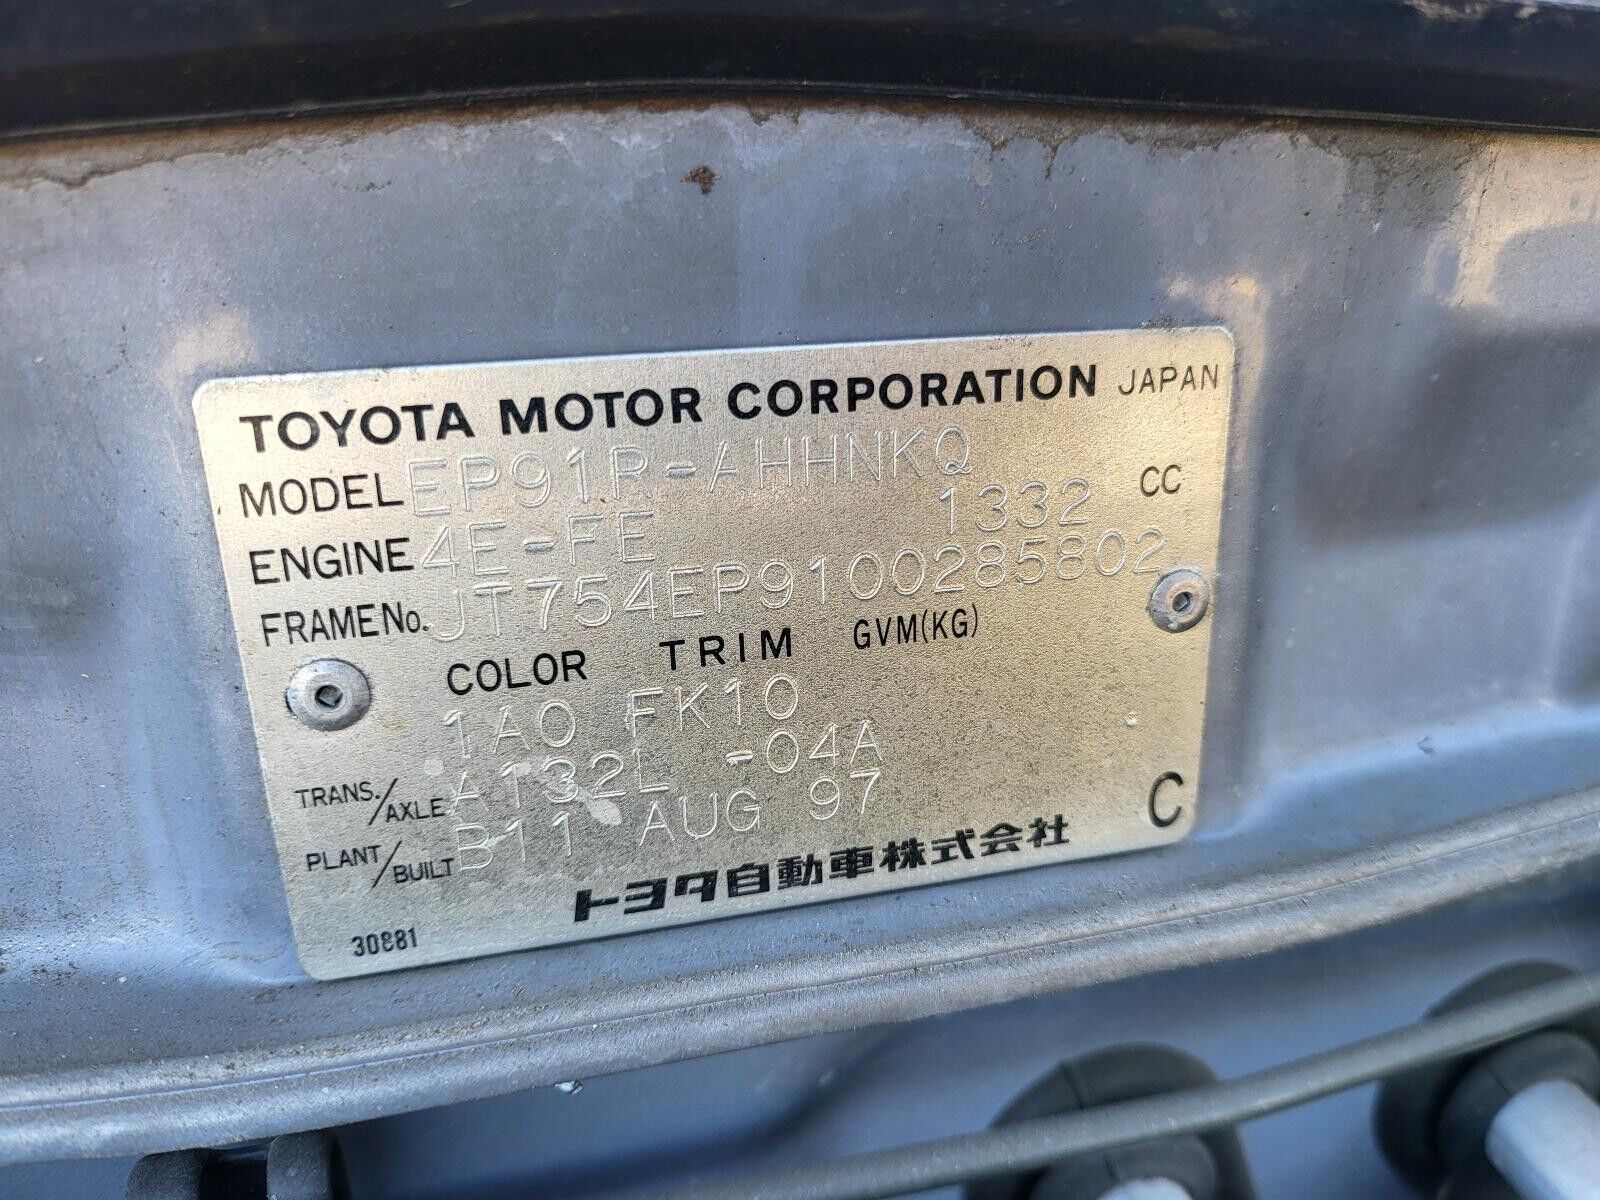 TOYOTA MOTOR CORPORATION JAPAN
MODEL EP91R-AHHNKQ
ENGINE 4E-FE 1332 CC
FRAME No. JT754EP9100285802
COLOR TRIM GVM(KG)
1A0 FK10
TRANS./AXLE A132L -04A
PLANT/BUILT B11 AUG 97
C
トヨタ自動車株式会社
30881